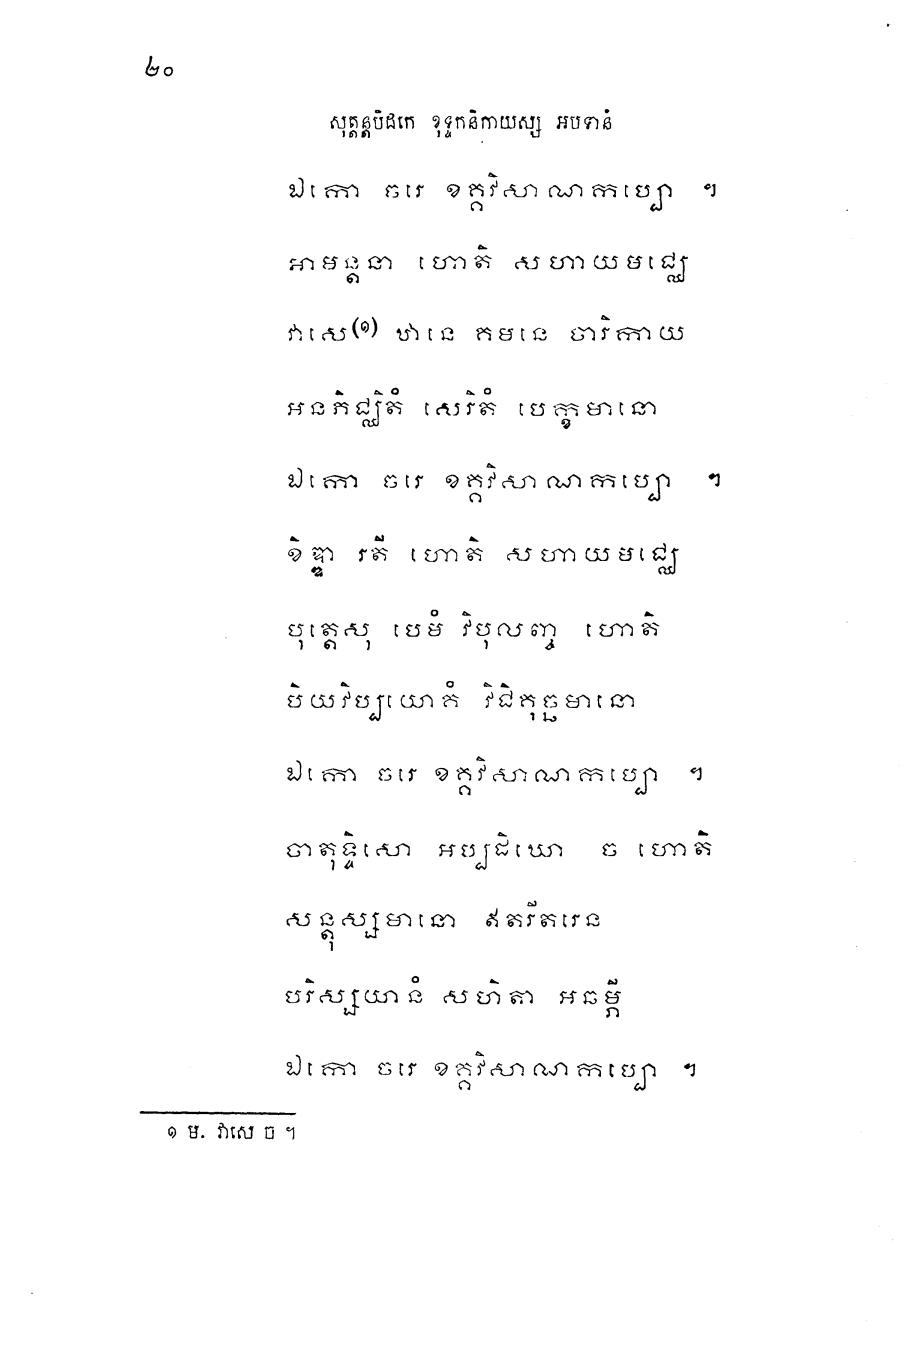 ២០
សុត្តន្តបិដកេ ខុទ្ទកនិកាយស្ស អបទានំ
ឯកោ ចរេ ខគ្គវិសាណកប្បោ ។
អាមន្តនា ហោតិ សហាយមជ្ឈេ
វាសេ(១) ឋានេ គមនេ ចារិកាយ
អនភិជ្ឈិតំ សេរិតំ បេក្ខមានោ
ឯកោ ចរេ ខគ្គវិសាណកប្បោ ។
ខិឌ្ឌា រតី ហោតិ សហាយមជ្ឈេ
បុត្តេសុ បេមំ វិបុលញ្ច ហោតិ
បិយវិប្បយោគំ វិជិគុច្ឆមានោ
ឯកោ ចរេ ខគ្គវិសាណកប្បោ ។
ចាតុទ្ទិសោ អប្បដិឃោ ច ហោតិ
សន្តុស្សមានោ ឥតរីតរេន
បរិស្សយានំ សហិតា អឆម្ភី
ឯកោ ចរេ ខគ្គវិសាណកប្បោ ។
១ ម. វាសេ ច ។